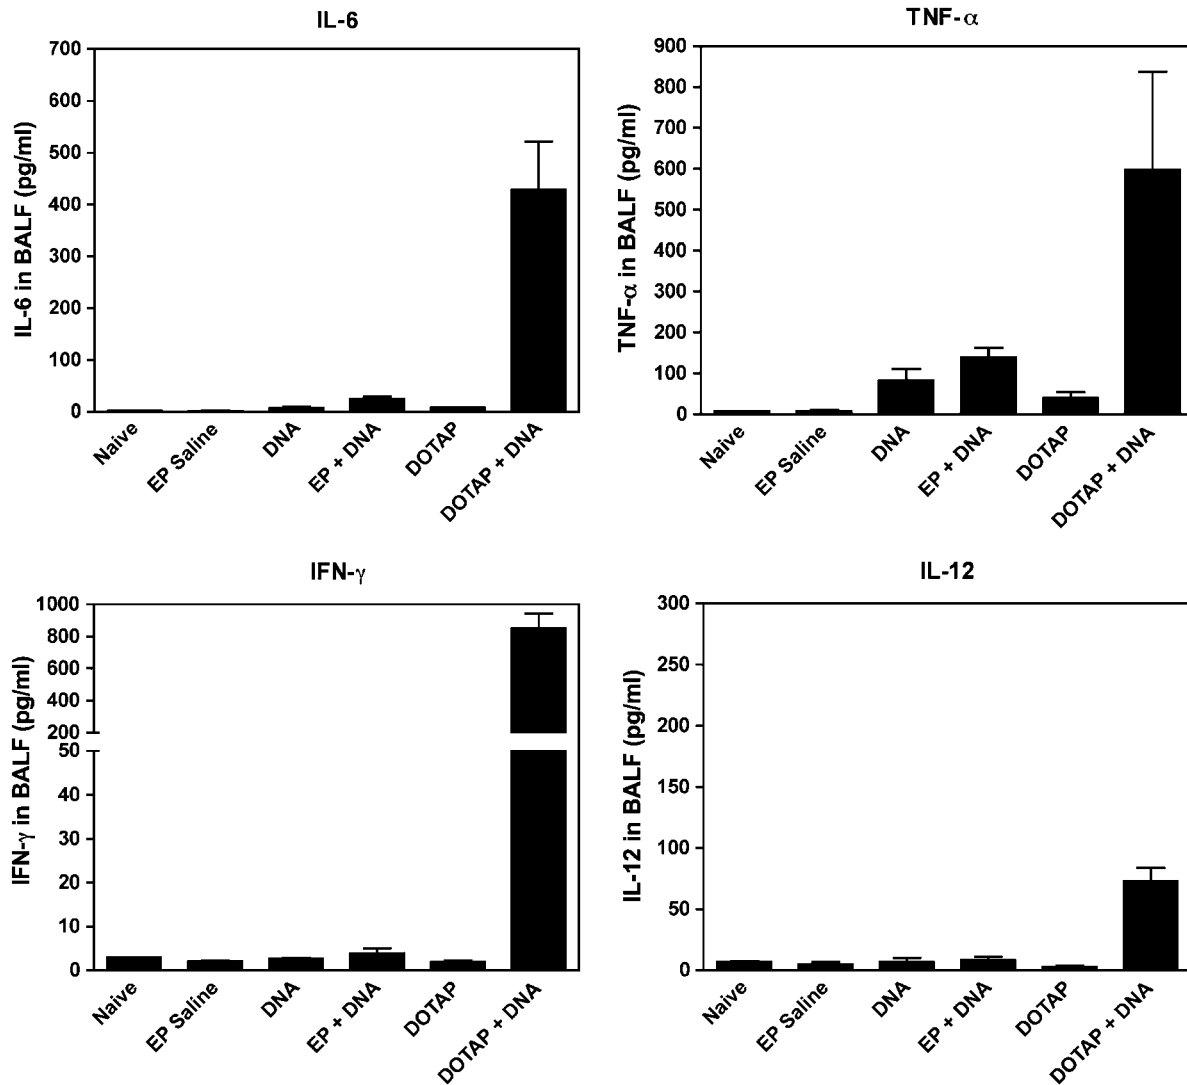 IL-6
IL-6 in BALF (pg/ml)
700
600
500
400
300
200
100
0
Naive
EP Saline
DNA
EP + DNA
DOTAP
DOTAP + DNA
TNF-α
TNF-α in BALF (pg/ml)
900
800
700
600
500
400
300
200
100
0
Naive
EP Saline
DNA
EP + DNA
DOTAP
DOTAP + DNA
IFN-γ
IFN-γ in BALF (pg/ml)
1000
800
600
400
200
50
40
30
20
10
0
Naive
EP Saline
DNA
EP + DNA
DOTAP
DOTAP + DNA
IL-12
IL-12 in BALF (pg/ml)
300
250
200
150
100
50
0
Naive
EP Saline
DNA
EP + DNA
DOTAP
DOTAP + DNA